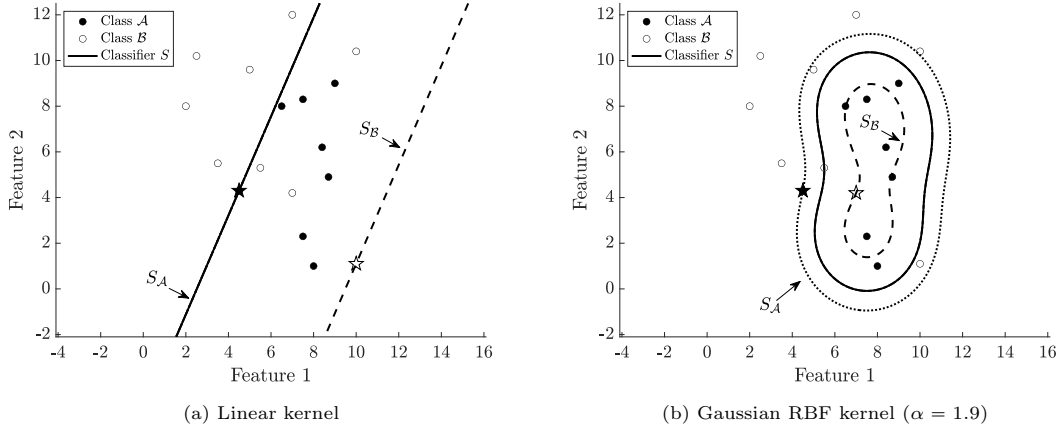 Class 𝒜
Class ℬ
Classifier S
12
10
8
6
4
2
0
-2
Feature 2
S_ℬ
S_𝒜
-4 -2 0 2 4 6 8 10 12 14 16
Feature 1
(a) Linear kernel
Class 𝒜
Class ℬ
Classifier S
12
10
8
6
4
2
0
-2
Feature 2
S_ℬ
S_𝒜
-4 -2 0 2 4 6 8 10 12 14 16
Feature 1
(b) Gaussian RBF kernel (α = 1.9)